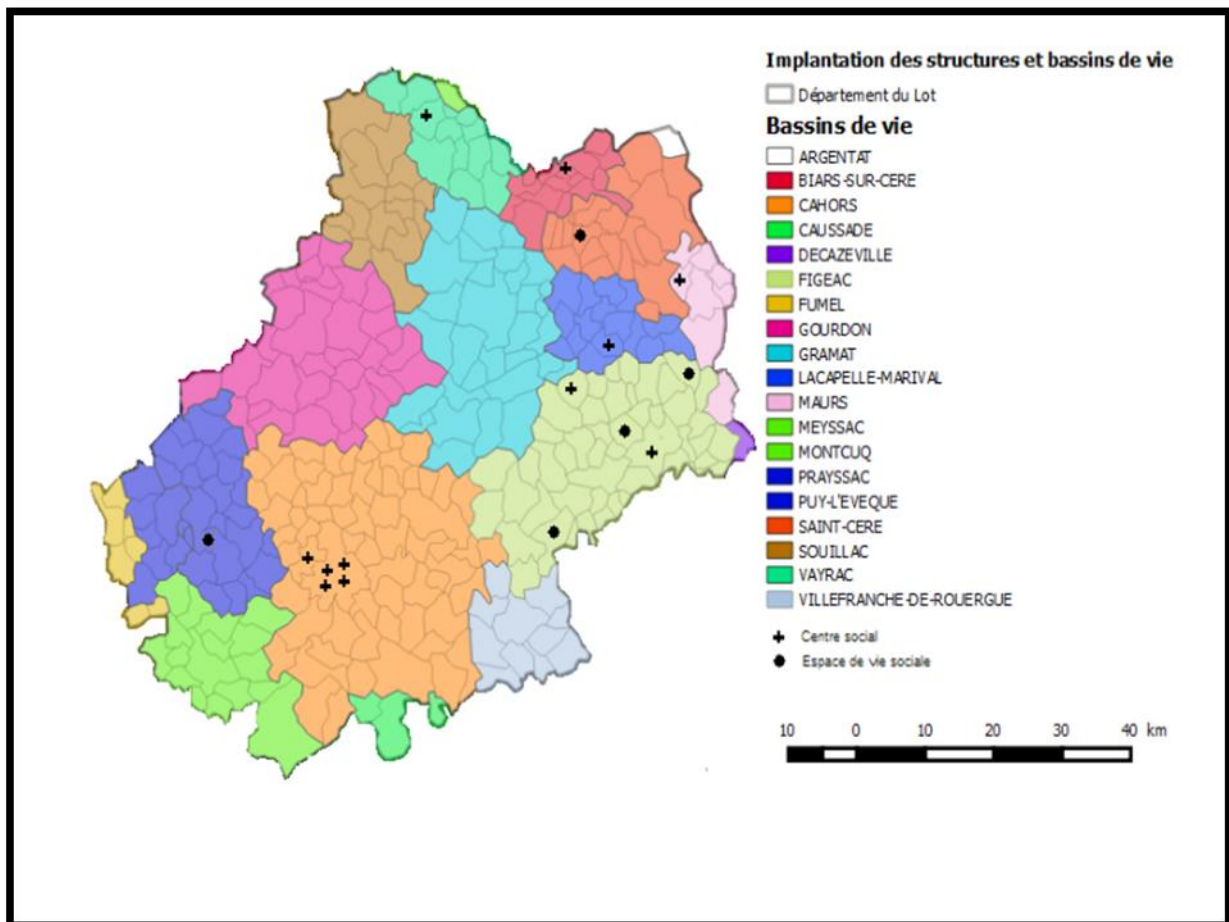 Implantation des structures et bassins de vie
Département du Lot
Bassins de vie
ARGENTAT
BIARS-SUR-CERE
CAHORS
CAUSSADE
DECAZEVILLE
FIGEAC
FUMEL
GOURDON
GRAMAT
LACAPELLE-MARIVAL
MAURS
MEYSSAC
MONTCUQ
PRAYSSAC
PUY-L'EVEQUE
SAINT-CERE
SOUILLAC
VAYRAC
VILLEFRANCHE-DE-ROUERGUE
Centre social
Espace de vie sociale
10 0 10 20 30 40 km